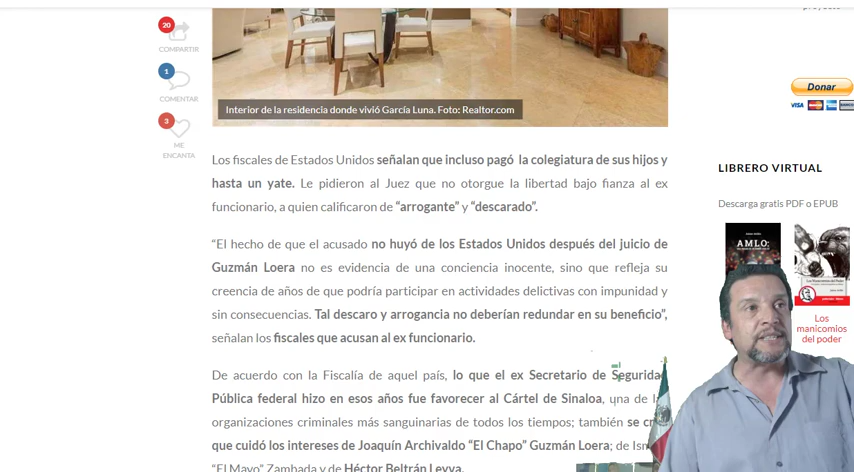 20
COMPARTIR
1
COMENTAR
3
ME
ENCANTA
Interior de la residencia donde vivió García Luna. Foto: Realtor.com
Los fiscales de Estados Unidos señalan que incluso pagó la colegiatura de sus hijos y
hasta un yate. Le pidieron al Juez que no otorgue la libertad bajo fianza al ex
funcionario, a quien calificaron de “arrogante” y “descarado”.
“El hecho de que el acusado no huyó de los Estados Unidos después del juicio de
Guzmán Loera no es evidencia de una conciencia inocente, sino que refleja su
creencia de años de que podría participar en actividades delictivas con impunidad y
sin consecuencias. Tal descaro y arrogancia no deberían redundar en su beneficio”,
señalan los fiscales que acusan al ex funcionario.
De acuerdo con la Fiscalía de aquel país, lo que el ex Secretario de Segurida
Pública federal hizo en esos años fue favorecer al Cártel de Sinaloa, una de
organizaciones criminales más sanguinarias de todos los tiempos; también se
que cuidó los intereses de Joaquín Archivaldo “El Chapo” Guzmán Loera; de
“El Mayo” Zambada y de Héctor Beltrán Leyva.
Donar
VISA
LIBRERO VIRTUAL
Descarga gratis PDF o EPUB
AMLO:
Los
manicomios
del poder